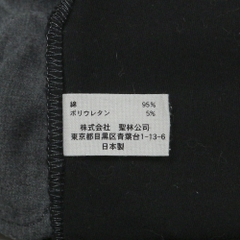 綿 95%
ポリウレタン 5%
株式会社 聖林公司
東京都目黒区青葉台1-13-6
日本製